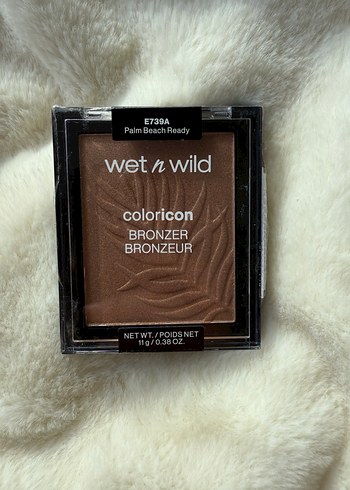 E739A
Palm Beach Ready
wet n wild
coloricon
BRONZER
BRONZEUR
NET WT. / POIDS NET
11 g / 0.38 OZ.